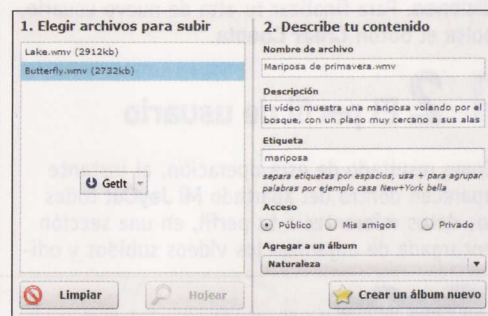 1. Elegir archivos para subir
Lake.wmv (2912kb)
Butterfly.wmv (2732kb)
GetIt
Limpiar
Hojear
2. Describe tu contenido
Nombre de archivo
Mariposa de primavera.wmv
Descripción
El vídeo muestra una mariposa volando por el
bosque, con un plano muy cercano a sus alas
Etiqueta
mariposa
separa etiquetas por espacios, usa + para agrupar
palabras por ejemplo casa New+York bella
Acceso
Público
Mis amigos
Privado
Agregar a un álbum
Naturaleza
Crear un álbum nuevo